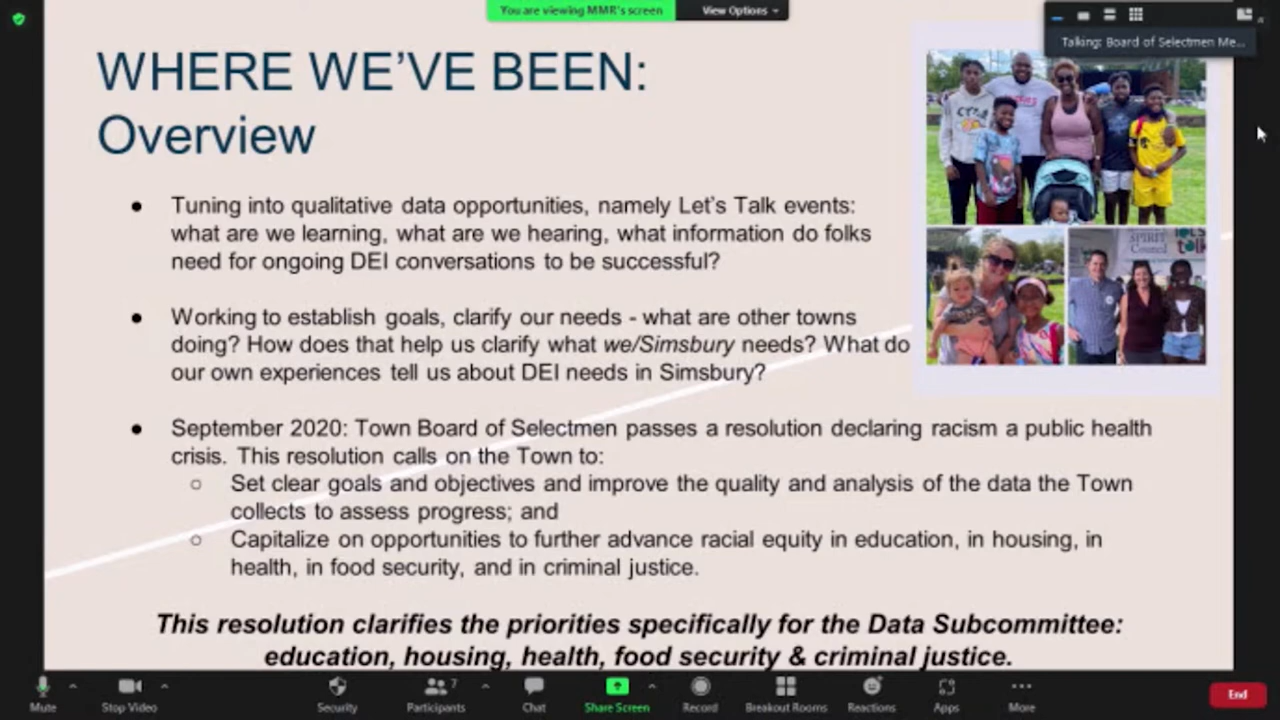 You are viewing MMR's screen
View Options
Talking: Board of Selectmen Me...
WHERE WE'VE BEEN:
Overview
● Tuning into qualitative data opportunities, namely Let's Talk events:
what are we learning, what are we hearing, what information do folks
need for ongoing DEI conversations to be successful?
● Working to establish goals, clarify our needs - what are other towns
doing? How does that help us clarify what we/Simsbury needs? What do
our own experiences tell us about DEI needs in Simsbury?
● September 2020: Town Board of Selectmen passes a resolution declaring racism a public health
crisis. This resolution calls on the Town to:
○ Set clear goals and objectives and improve the quality and analysis of the data the Town
collects to assess progress; and
○ Capitalize on opportunities to further advance racial equity in education, in housing, in
health, in food security, and in criminal justice.
This resolution clarifies the priorities specifically for the Data Subcommittee:
education, housing, health, food security & criminal justice.
SPIRIT
Council
talk
Mute
Stop Video
Security
Participants
7
Chat
Share Screen
Record
Breakout Rooms
Reactions
Apps
More
End